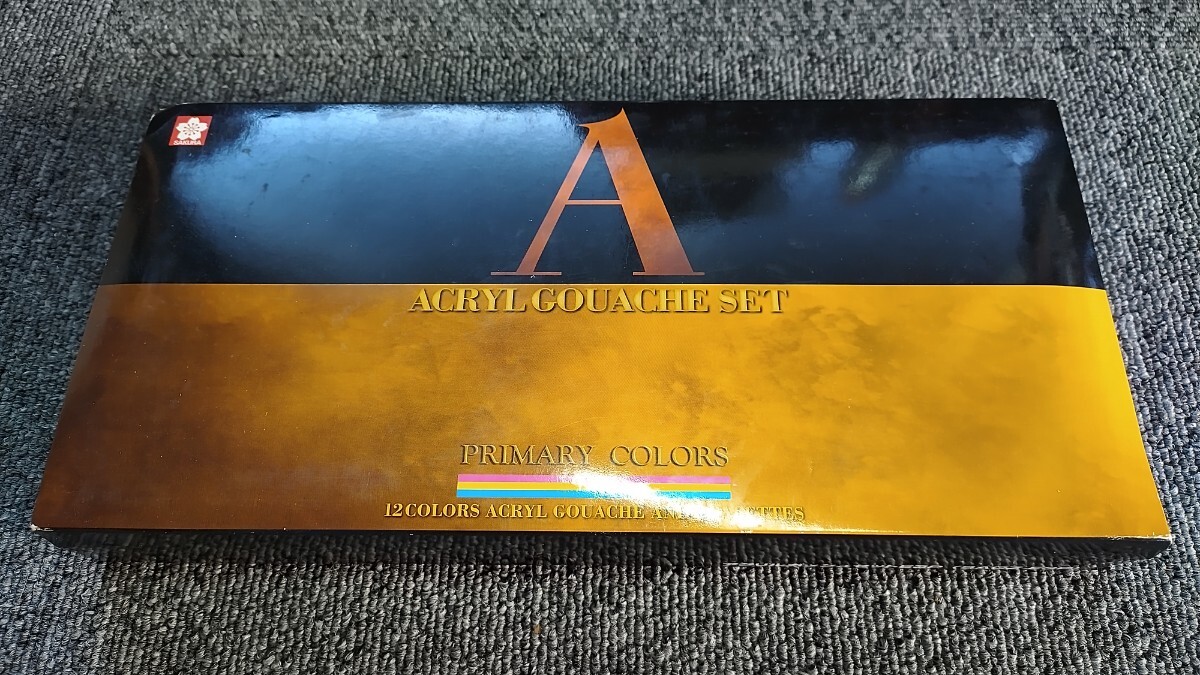 SAKURA
A
ACRYL GOUACHE SET
PRIMARY COLORS
12COLORS ACRYL GOUACHE